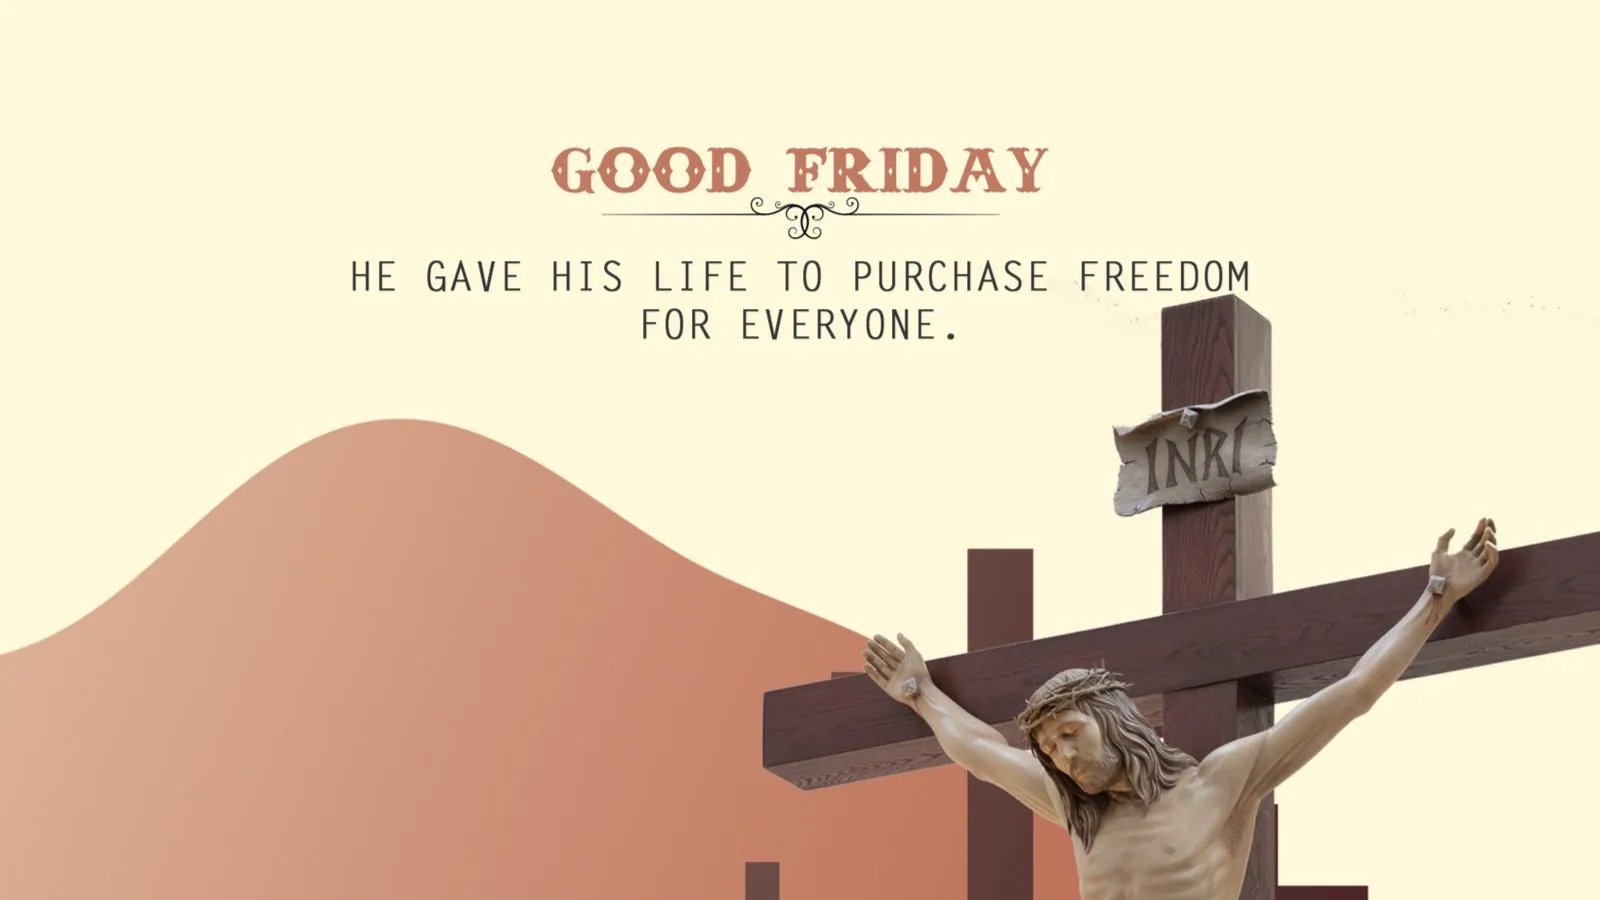 GOOD FRIDAY
HE GAVE HIS LIFE TO PURCHASE FREEDOM
FOR EVERYONE.
INRI